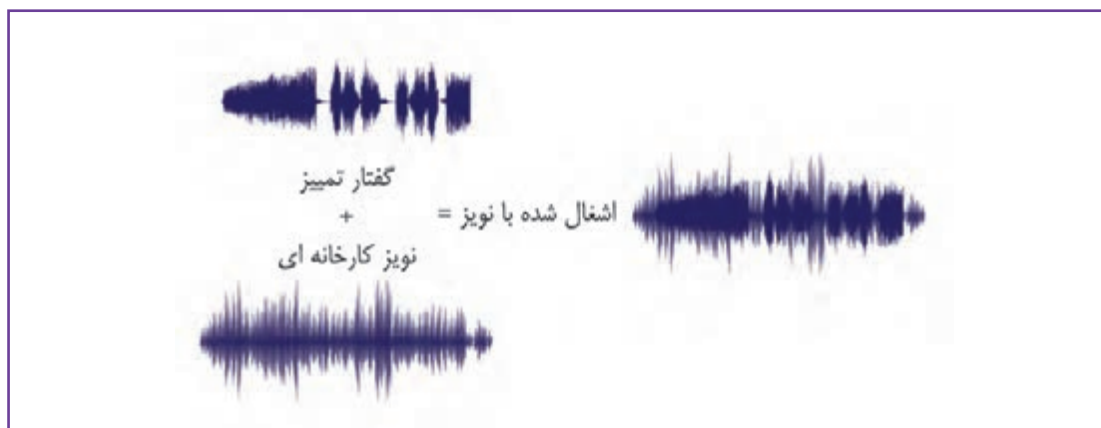 گفتار تمییز
+
= اشغال شده با نویز
نویز کارخانه ای